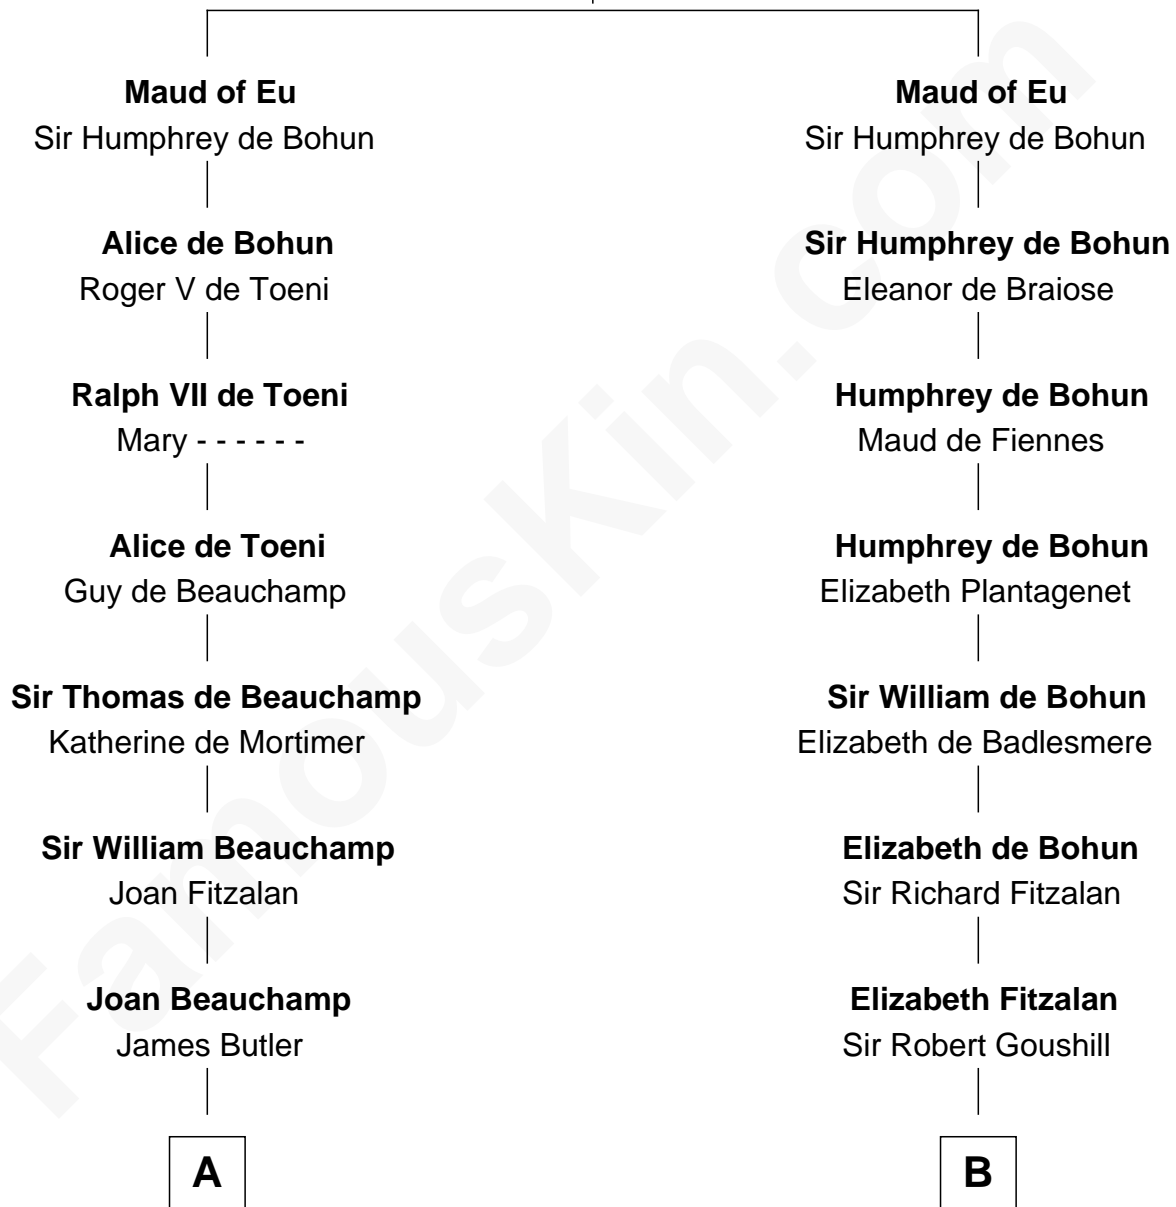 Maud of Eu
Sir Humphrey de Bohun
Alice de Bohun
Roger V de Toeni
Ralph VII de Toeni
Mary - - - - - -
Alice de Toeni
Guy de Beauchamp
Sir Thomas de Beauchamp
Katherine de Mortimer
Sir William Beauchamp
Joan Fitzalan
Joan Beauchamp
James Butler
A
Maud of Eu
Sir Humphrey de Bohun
Sir Humphrey de Bohun
Eleanor de Braiose
Humphrey de Bohun
Maud de Fiennes
Humphrey de Bohun
Elizabeth Plantagenet
Sir William de Bohun
Elizabeth de Badlesmere
Elizabeth de Bohun
Sir Richard Fitzalan
Elizabeth Fitzalan
Sir Robert Goushill
B
FamousKin.com